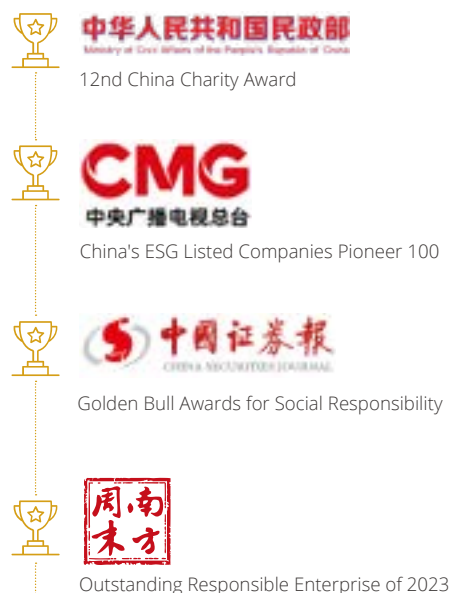 中华人民共和国民政部
Ministry of Civil Affairs of the People's Republic of China
12nd China Charity Award
CMG
中央广播电视总台
China's ESG Listed Companies Pioneer 100
中國证券报
CHINA SECURITIES JOURNAL
Golden Bull Awards for Social Responsibility
南方
周末
Outstanding Responsible Enterprise of 2023